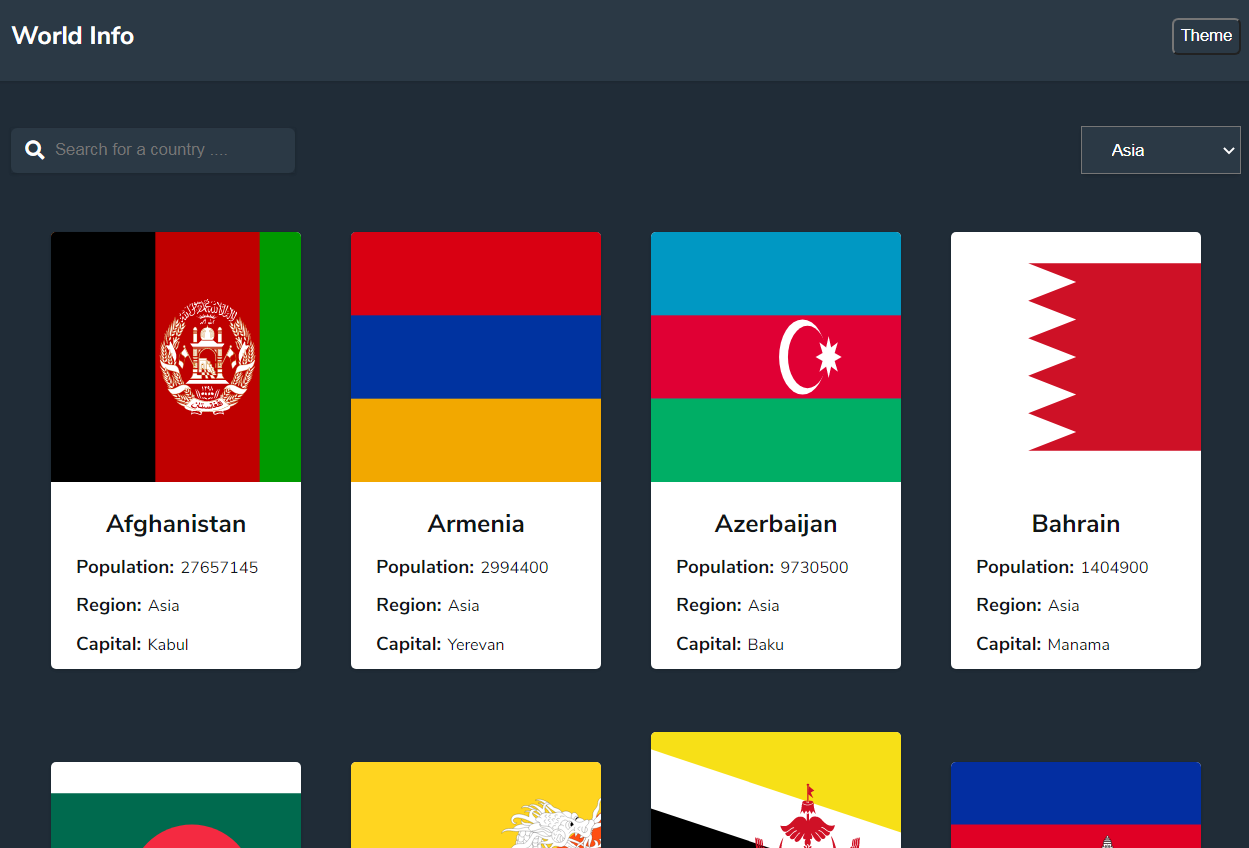 World Info
Theme
Search for a country ....
Asia
Afghanistan
Population: 27657145
Region: Asia
Capital: Kabul
Armenia
Population: 2994400
Region: Asia
Capital: Yerevan
Azerbaijan
Population: 9730500
Region: Asia
Capital: Baku
Bahrain
Population: 1404900
Region: Asia
Capital: Manama